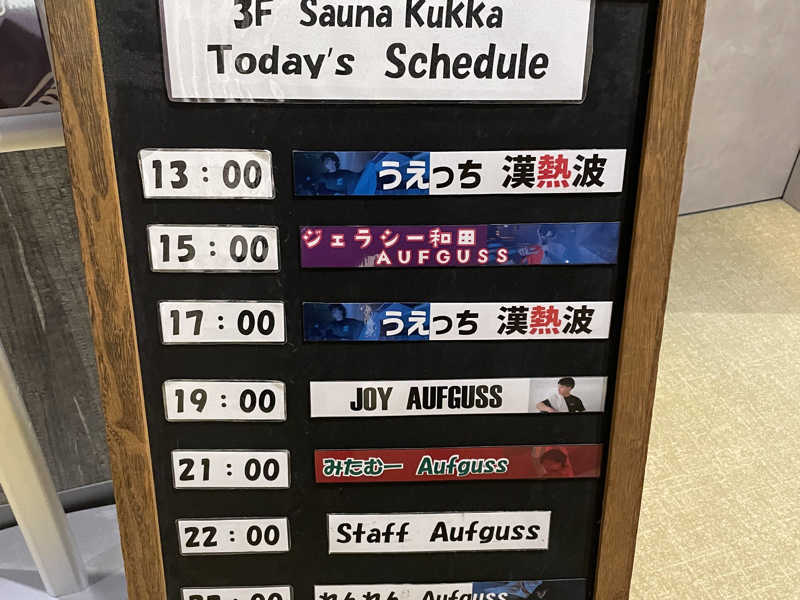 3F Sauna Kukka
Today's Schedule
13:00 うえっち 漢熱波
15:00 ジェラシー和田
AUFGUSS
17:00 うえっち 漢熱波
19:00 JOY AUFGUSS
21:00 みたむー Aufguss
22:00 Staff Aufguss
Aufguss